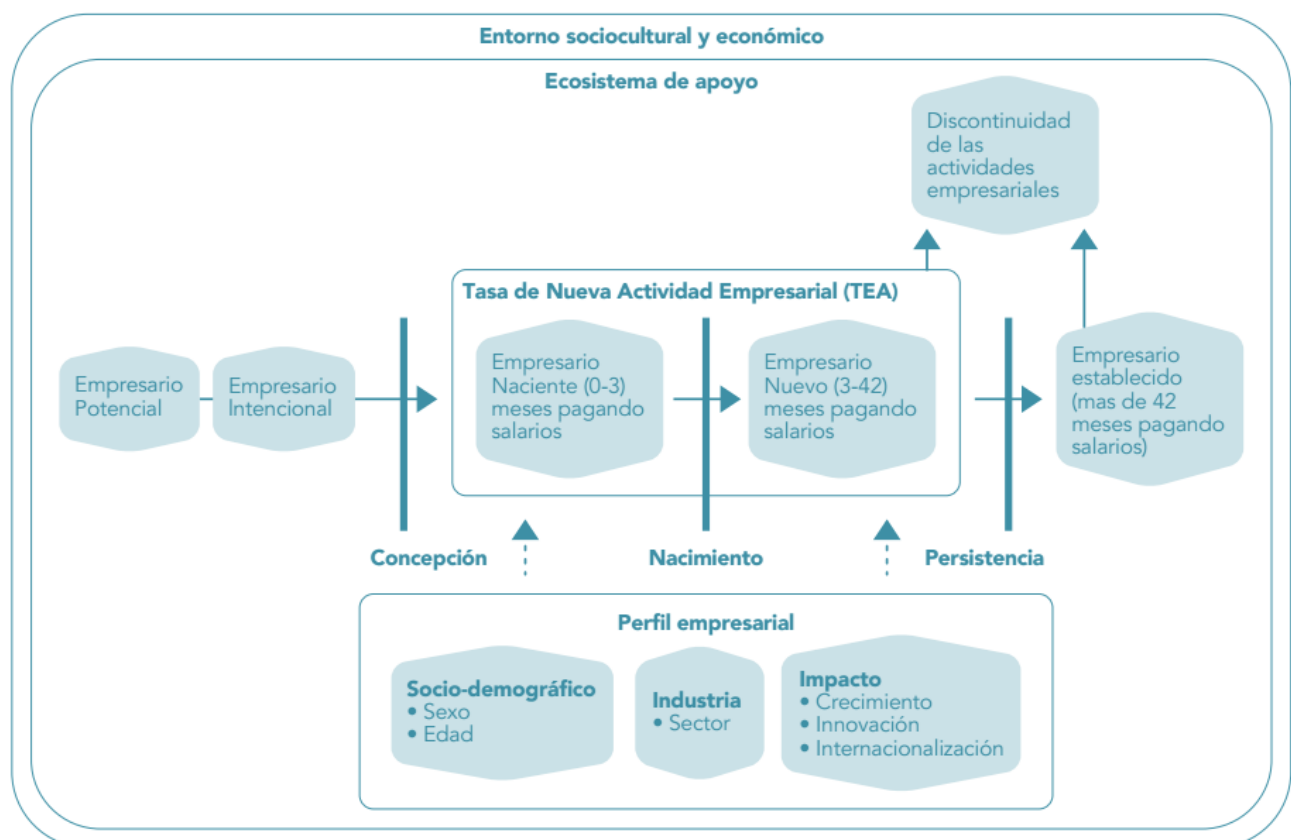 Entorno sociocultural y económico
Ecosistema de apoyo
Discontinuidad
de las
actividades
empresariales
Tasa de Nueva Actividad Empresarial (TEA)
Empresario
Potencial
Empresario
Intencional
Empresario
Naciente (0-3)
meses pagando
salarios
Empresario
Nuevo (3-42)
meses pagando
salarios
Empresario
establecido
(mas de 42
meses pagando
salarios)
Concepción
Nacimiento
Persistencia
Perfil empresarial
Socio-demográfico
• Sexo
• Edad
Industria
• Sector
Impacto
• Crecimiento
• Innovación
• Internacionalización